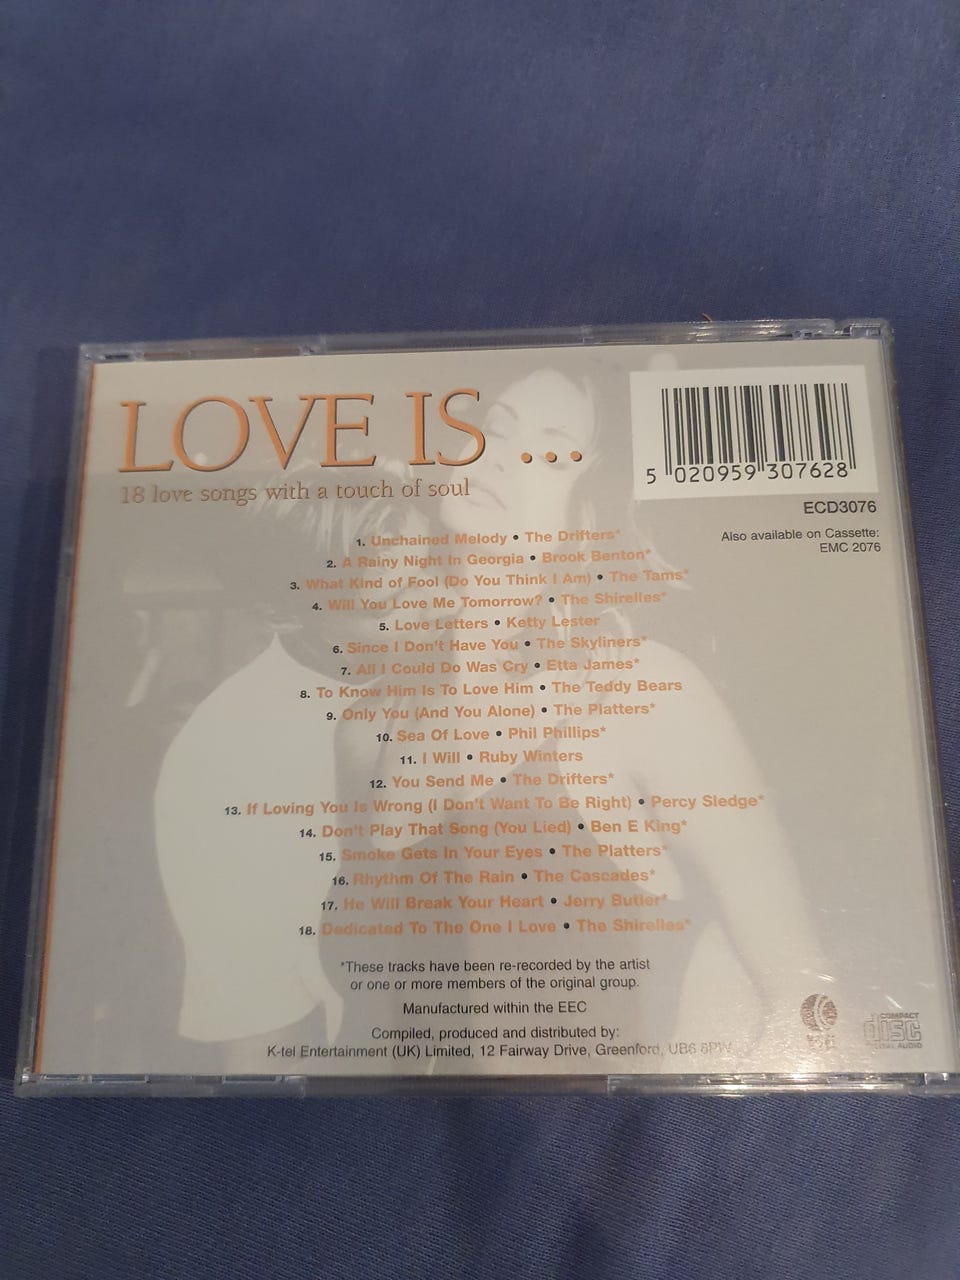 LOVE IS ...
18 love songs with a touch of soul
5 020959 307628
ECD3076
Also available on Cassette:
EMC 2076
1. Unchained Melody • The Drifters*
2. A Rainy Night In Georgia • Brook Benton*
3. What Kind of Fool (Do You Think I Am) • The Tams*
4. Will You Love Me Tomorrow? • The Shirelles*
5. Love Letters • Ketty Lester
6. Since I Don't Have You • The Skyliners*
7. All I Could Do Was Cry • Etta James*
8. To Know Him Is To Love Him • The Teddy Bears
9. Only You (And You Alone) • The Platters*
10. Sea Of Love • Phil Phillips*
11. I Will • Ruby Winters
12. You Send Me • The Drifters*
13. If Loving You Is Wrong (I Don't Want To Be Right) • Percy Sledge*
14. Don't Play That Song (You Lied) • Ben E King*
15. Smoke Gets In Your Eyes • The Platters*
16. Rhythm Of The Rain • The Cascades*
17. He Will Break Your Heart • Jerry Butler*
18. Dedicated To The One I Love • The Shirelles*
*These tracks have been re-recorded by the artist
or one or more members of the original group.
Manufactured within the EEC
Compiled, produced and distributed by:
K-tel Entertainment (UK) Limited, 12 Fairway Drive, Greenford, UB6 8PW
COMPACT
disc
DIGITAL AUDIO